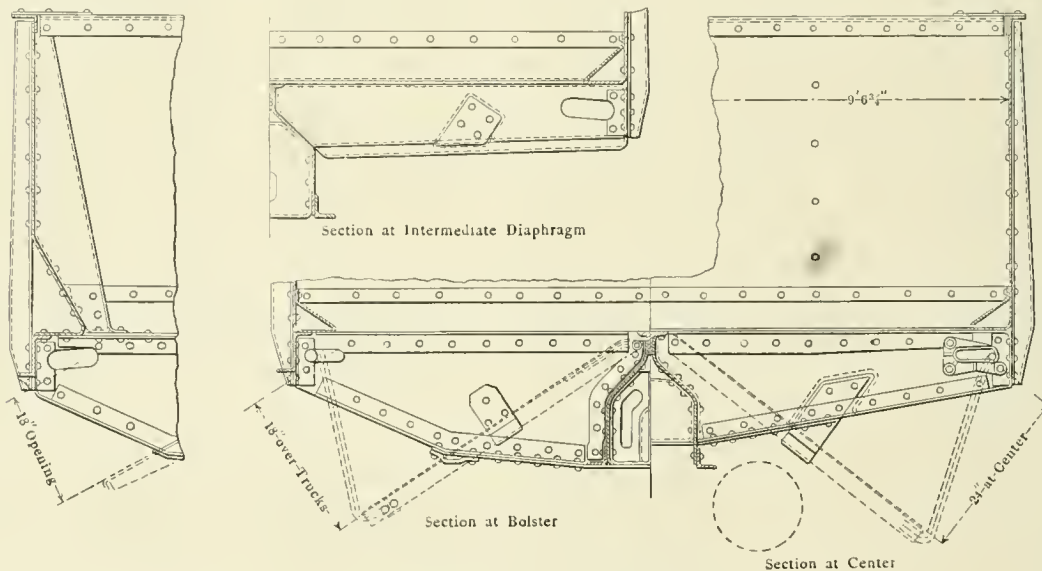 9'6¾"
Section at Intermediate Diaphragm
18" Opening
18" over Trucks
Section at Bolster
24" at Center
Section at Center